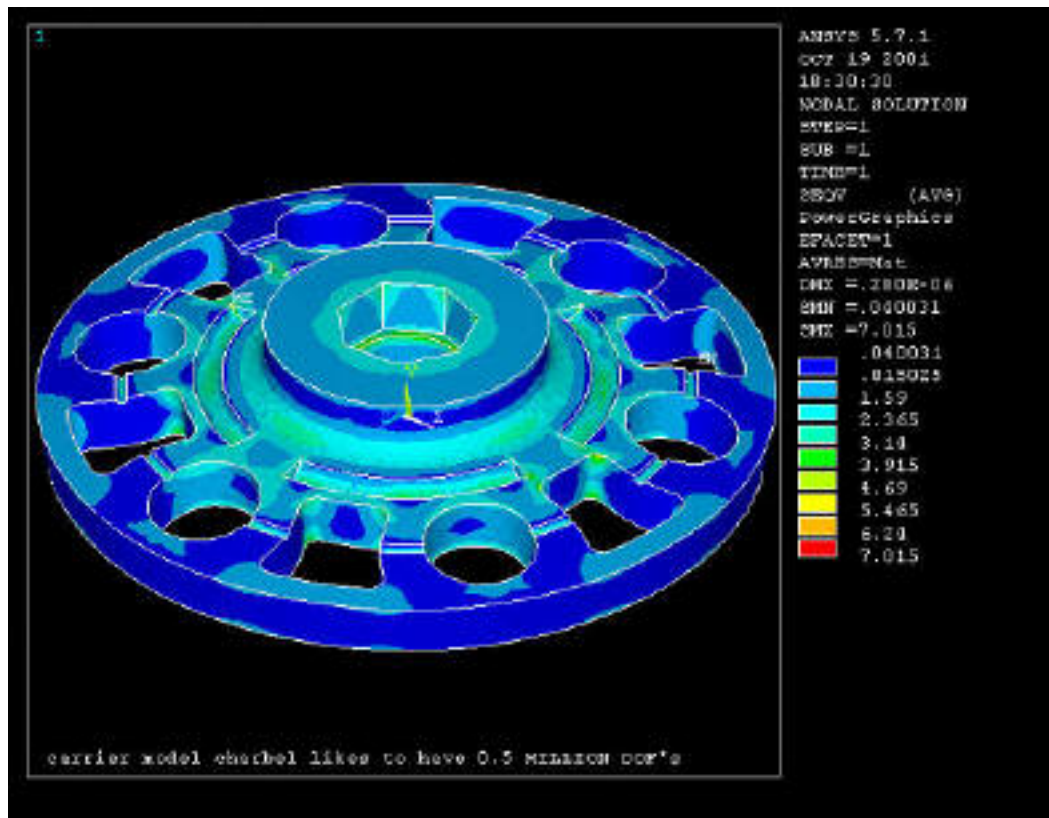 1
ANSYS 5.7.1
OCT 19 2001
18:30:30
NODAL SOLUTION
STEP=1
SUB =1
TIME=1
SEQV (AVG)
PowerGraphics
EFACET=1
AVRES=Mat
DMX =.280E-06
SMN =.040031
SMX =7.015
.040031
.815025
1.59
2.365
3.14
3.915
4.69
5.465
6.24
7.015
carrier model charbel likes to have 0.5 MILLION DOF's